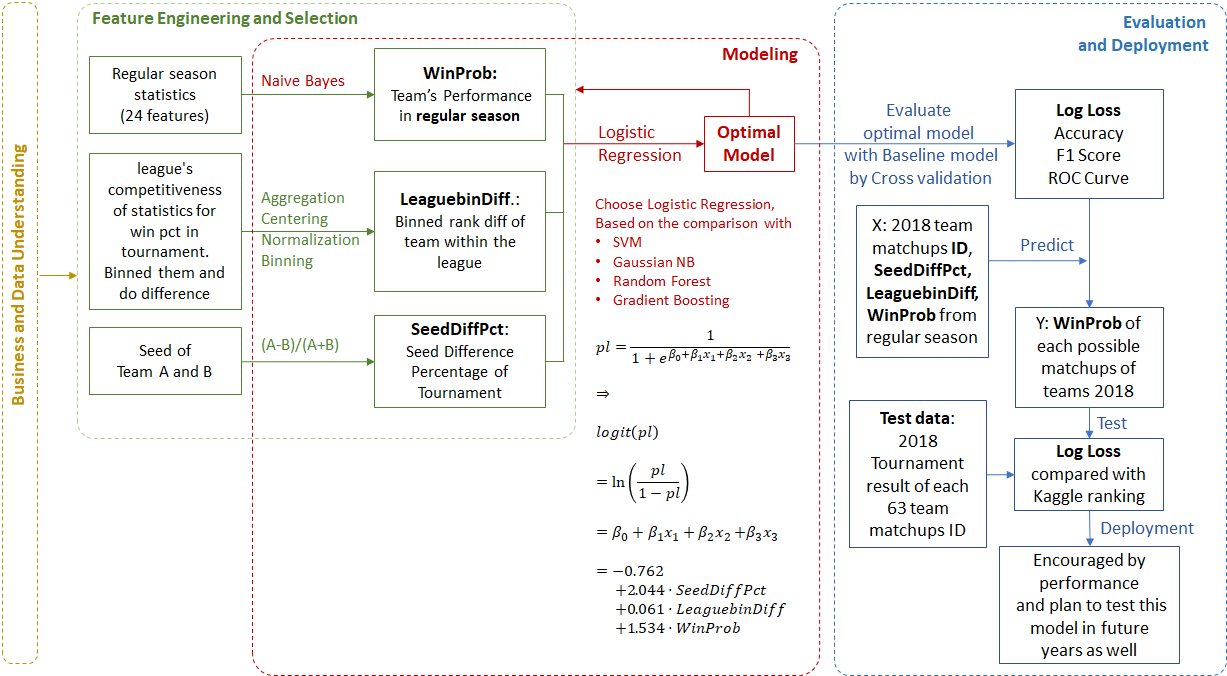 Business and Data Understanding
Feature Engineering and Selection
Regular season
statistics
(24 features)
league's
competitiveness
of statistics for
win pct in
tournament.
Binned them and
do difference
Seed of
Team A and B
Naive Bayes
Aggregation
Centering
Normalization
Binning
(A-B)/(A+B)
WinProb:
Team's Performance
in regular season
LeaguebinDiff.:
Binned rank diff of
team within the
league
SeedDiffPct:
Seed Difference
Percentage of
Tournament
Modeling
Logistic
Regression
Optimal
Model
Choose Logistic Regression,
Based on the comparison with
• SVM
• Gaussian NB
• Random Forest
• Gradient Boosting
pl = 1 / (1 + e^(β₀+β₁x₁+β₂x₂ +β₃x₃))
⇒
logit(pl)
= ln(pl / (1 − pl))
= β₀ + β₁x₁ + β₂x₂ +β₃x₃
= −0.762
+2.044 · SeedDiffPct
+0.061 · LeaguebinDiff
+1.534 · WinProb
Evaluation
and Deployment
Evaluate
optimal model
with Baseline model
by Cross validation
Log Loss
Accuracy
F1 Score
ROC Curve
X: 2018 team
matchups ID,
SeedDiffPct,
LeaguebinDiff,
WinProb from
regular season
Predict
Y: WinProb of
each possible
matchups of
teams 2018
Test
Test data:
2018
Tournament
result of each
63 team
matchups ID
Log Loss
compared with
Kaggle ranking
Deployment
Encouraged by
performance
and plan to test this
model in future
years as well